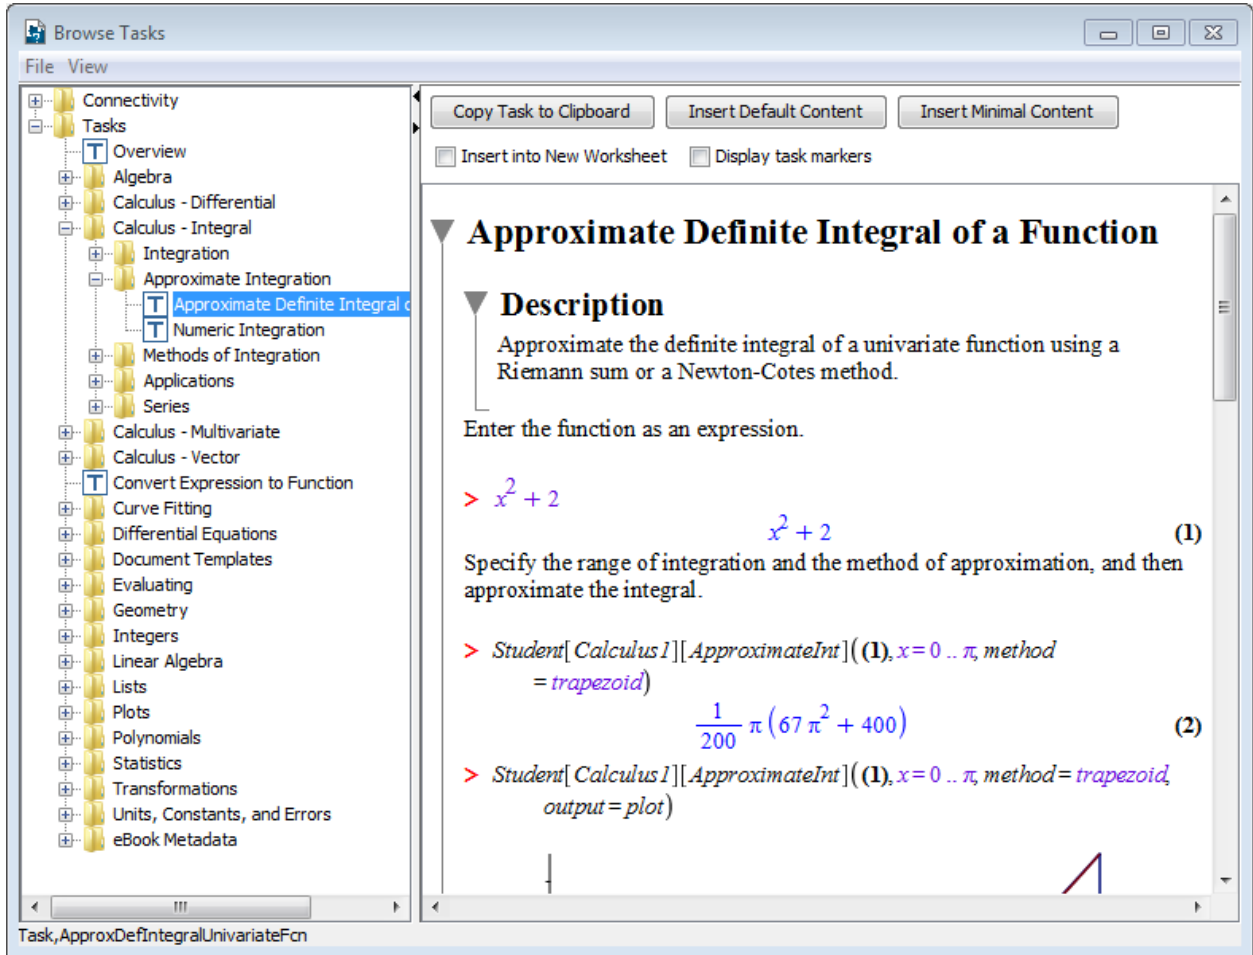 Browse Tasks
File View
Connectivity
Tasks
Overview
Algebra
Calculus - Differential
Calculus - Integral
Integration
Approximate Integration
Approximate Definite Integral
Numeric Integration
Methods of Integration
Applications
Series
Calculus - Multivariate
Calculus - Vector
Convert Expression to Function
Curve Fitting
Differential Equations
Document Templates
Evaluating
Geometry
Integers
Linear Algebra
Lists
Plots
Polynomials
Statistics
Transformations
Units, Constants, and Errors
eBook Metadata
Copy Task to Clipboard Insert Default Content Insert Minimal Content
Insert into New Worksheet Display task markers
Approximate Definite Integral of a Function
Description
Approximate the definite integral of a univariate function using a
Riemann sum or a Newton-Cotes method.
Enter the function as an expression.
> x² + 2
x² + 2 (1)
Specify the range of integration and the method of approximation, and then
approximate the integral.
> Student[Calculus1][ApproximateInt]((1), x = 0 .. π, method
= trapezoid)
1/200 π (67 π² + 400) (2)
> Student[Calculus1][ApproximateInt]((1), x = 0 .. π, method = trapezoid,
output = plot)
Task,ApproxDefIntegralUnivariateFcn